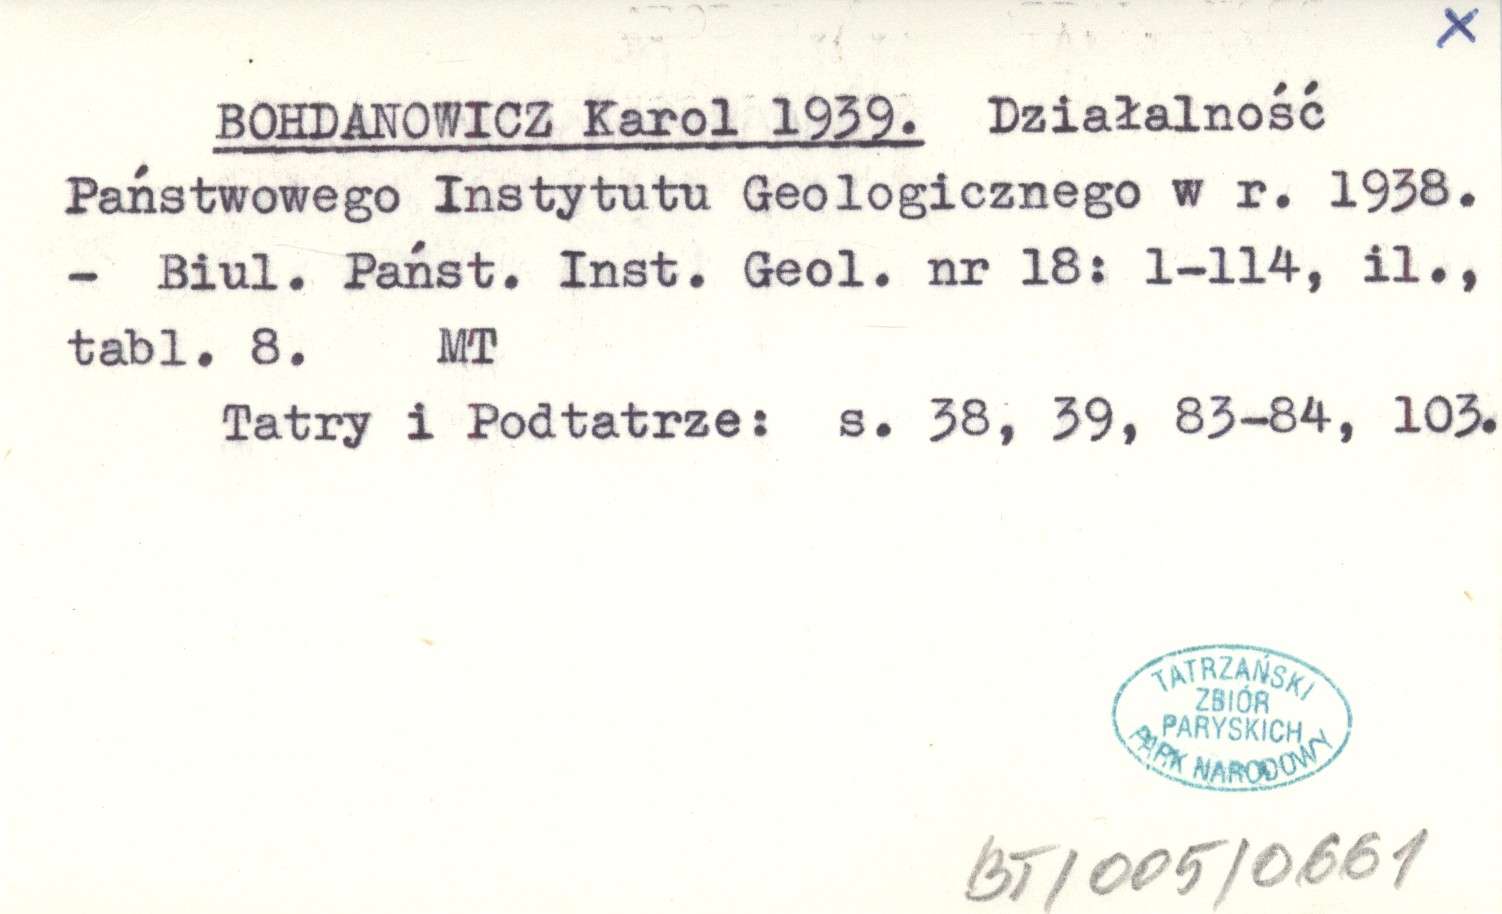 X
BOHDANOWICZ Karol 1939. Działalność
Państwowego Instytutu Geologicznego w r. 1938.
- Biul. Państ. Inst. Geol. nr 18: 1-114, il.,
tabl. 8. MT
Tatry i Podtatrze: s. 38, 39, 83-84, 103.
TATRZAŃSKI
ZBIÓR
PARYSKICH
PARK NARODOWY
BT/005/0661